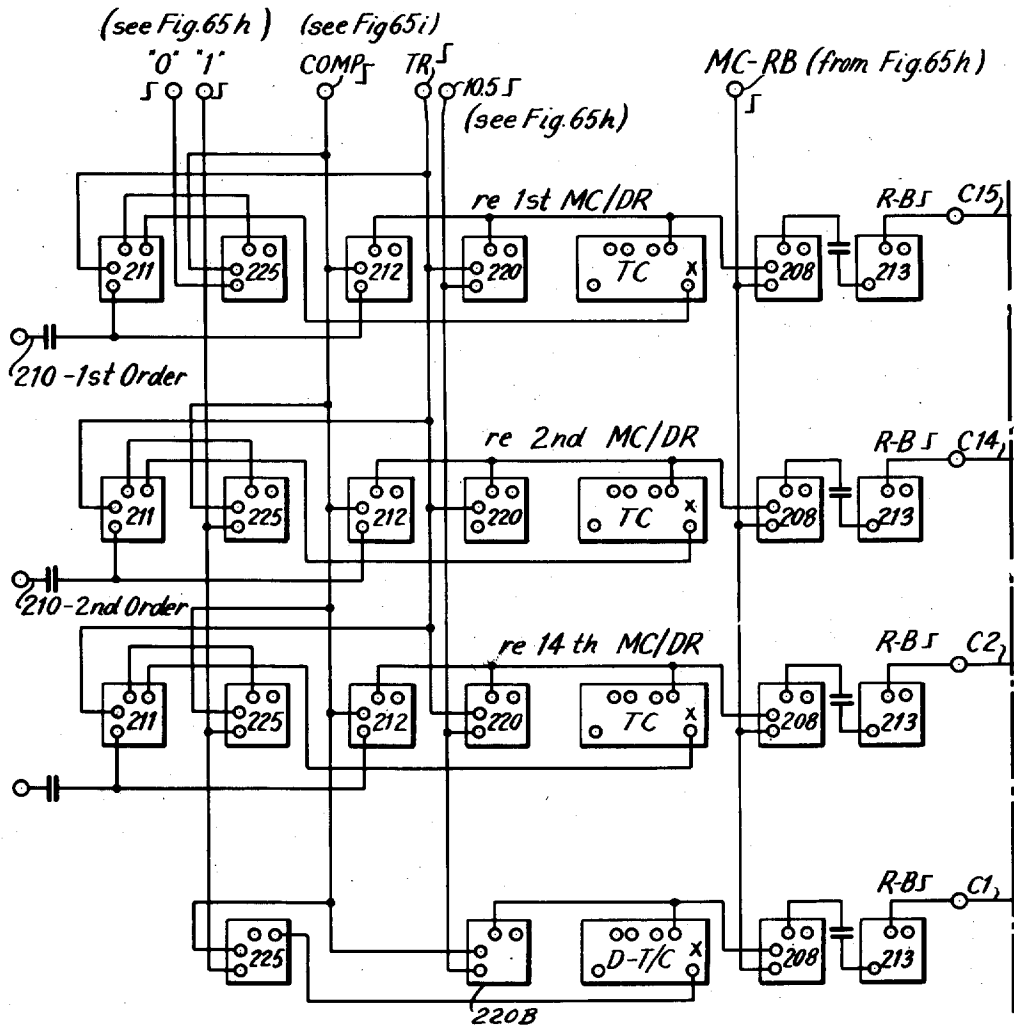 (see Fig.65h) (see Fig65i)
"0" "1" COMP TR MC-RB (from Fig.65h)
10.5
(see Fig.65h)
re 1st MC/DR R-B C15
211 225 212 220 TC X 208 213
210-1st Order
re 2nd MC/DR R-B C14
211 225 212 220 TC X 208 213
210-2nd Order
re 14th MC/DR R-B C2
211 225 212 220 TC X 208 213
R-B C1
225 D-T/C X 208 213
220B